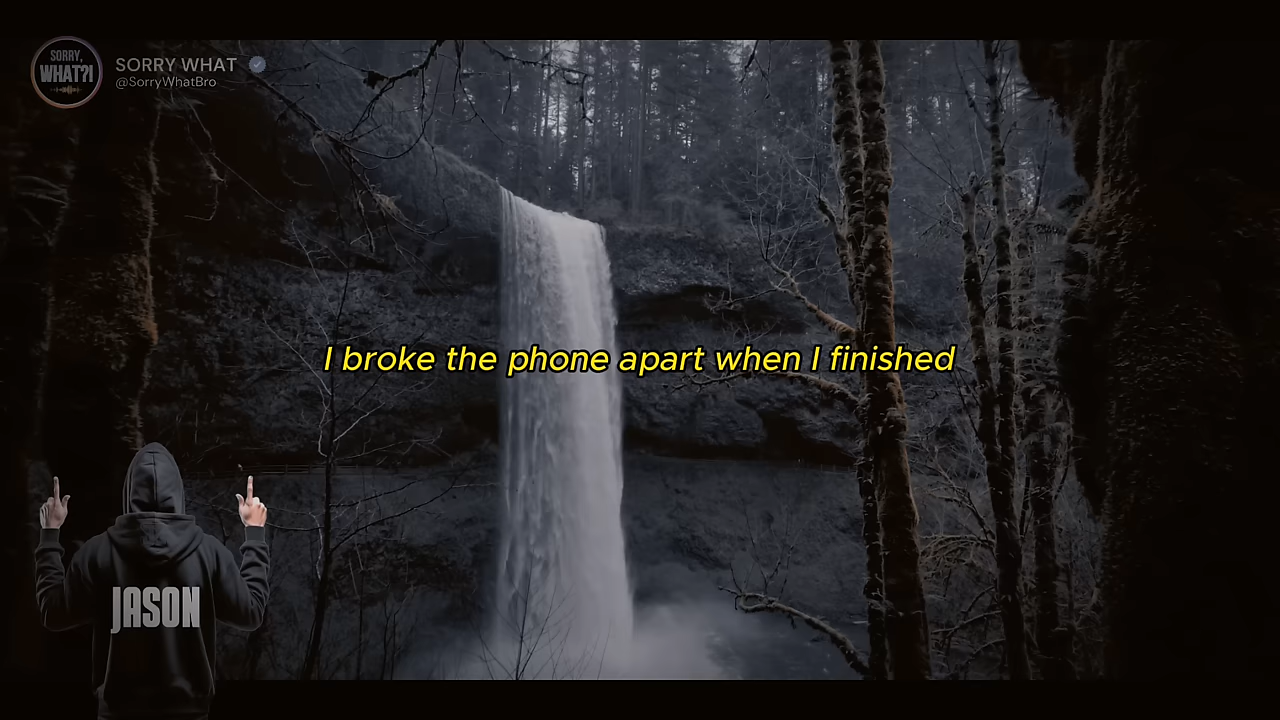 SORRY,
WHAT?!
SORRY WHAT
@SorryWhatBro
I broke the phone apart when I finished
JASON